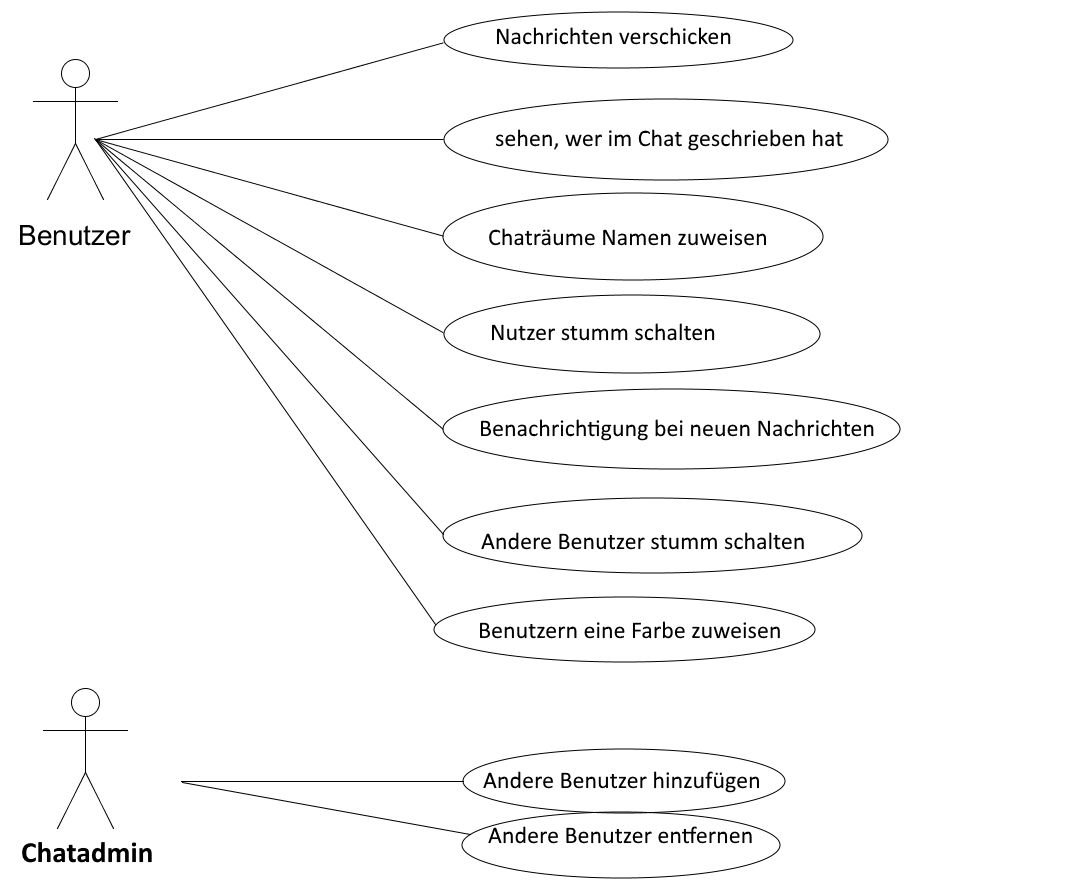 Nachrichten verschicken
sehen, wer im Chat geschrieben hat
Benutzer
Chaträume Namen zuweisen
Nutzer stumm schalten
Benachrichtigung bei neuen Nachrichten
Andere Benutzer stumm schalten
Benutzern eine Farbe zuweisen
Andere Benutzer hinzufügen
Andere Benutzer entfernen
Chatadmin